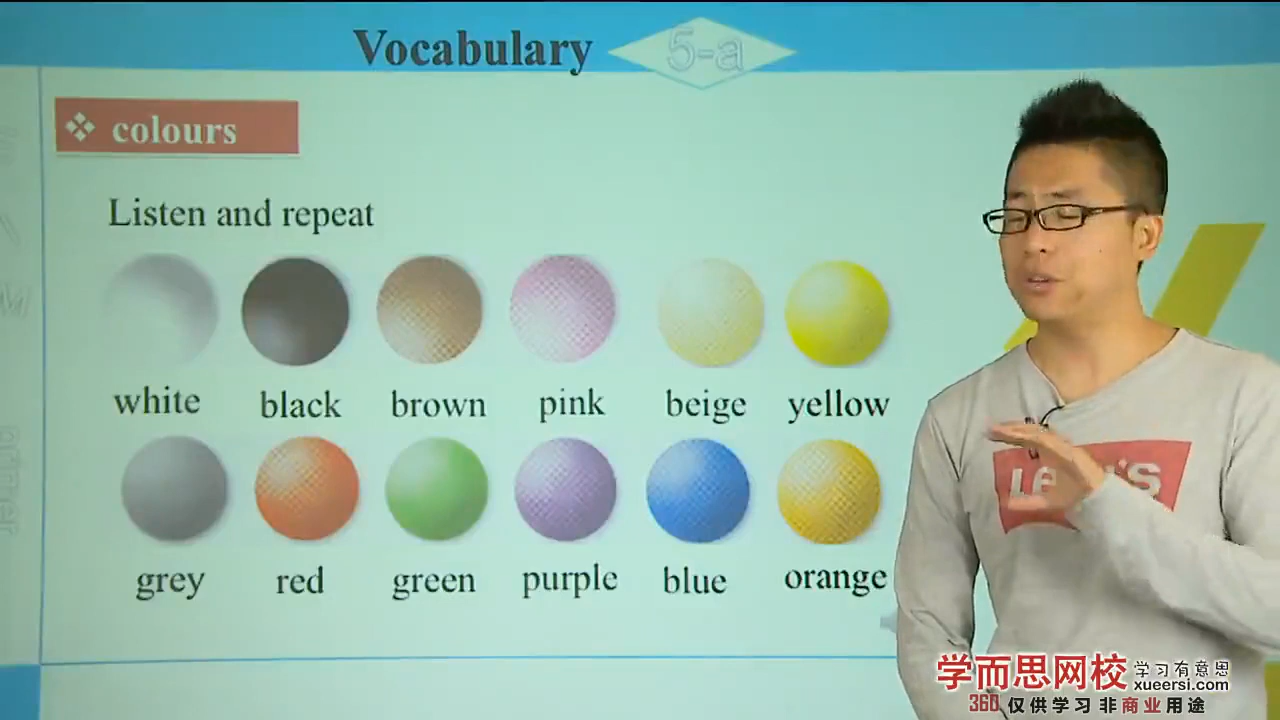 Vocabulary 5-a
❖ colours
Listen and repeat
white black brown pink beige yellow
grey red green purple blue orange
学而思网校 学习有意思
xueersi.com
360 仅供学习 非商业用途